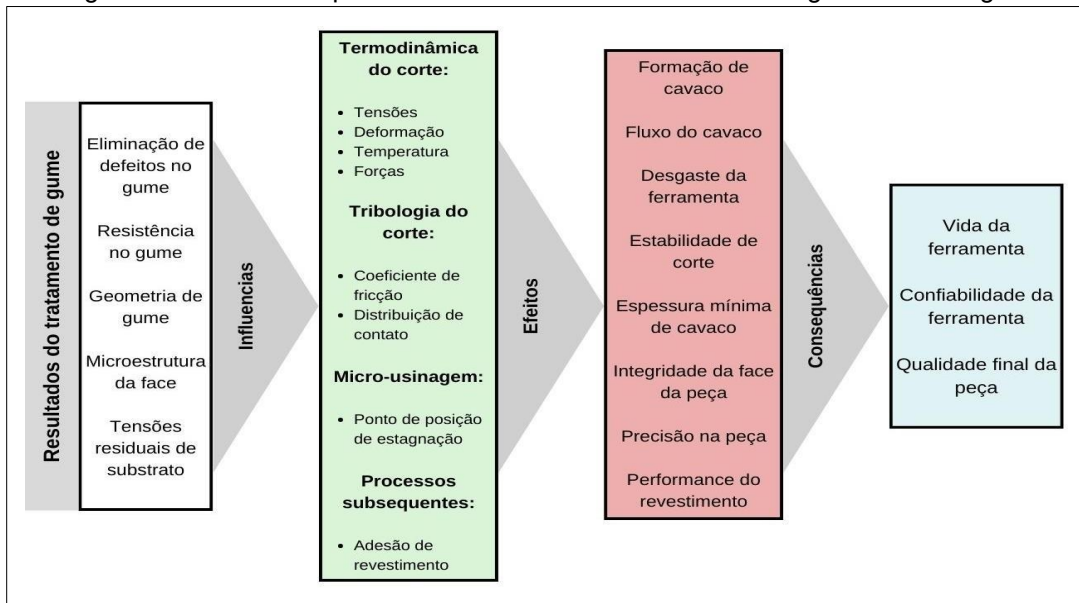 Resultados do tratamento de gume
Eliminação de
defeitos no
gume
Resistência
no gume
Geometria de
gume
Microestrutura
da face
Tensões
residuais de
substrato
Influencias
Termodinâmica
do corte:
• Tensões
• Deformação
• Temperatura
• Forças
Tribologia do
corte:
• Coeficiente de
fricção
• Distribuição de
contato
Micro-usinagem:
• Ponto de posição
de estagnação
Processos
subsequentes:
• Adesão de
revestimento
Efeitos
Formação de
cavaco
Fluxo do cavaco
Desgaste da
ferramenta
Estabilidade de
corte
Espessura mínima
de cavaco
Integridade da face
da peça
Precisão na peça
Performance do
revestimento
Consequências
Vida da
ferramenta
Confiabilidade da
ferramenta
Qualidade final da
peça